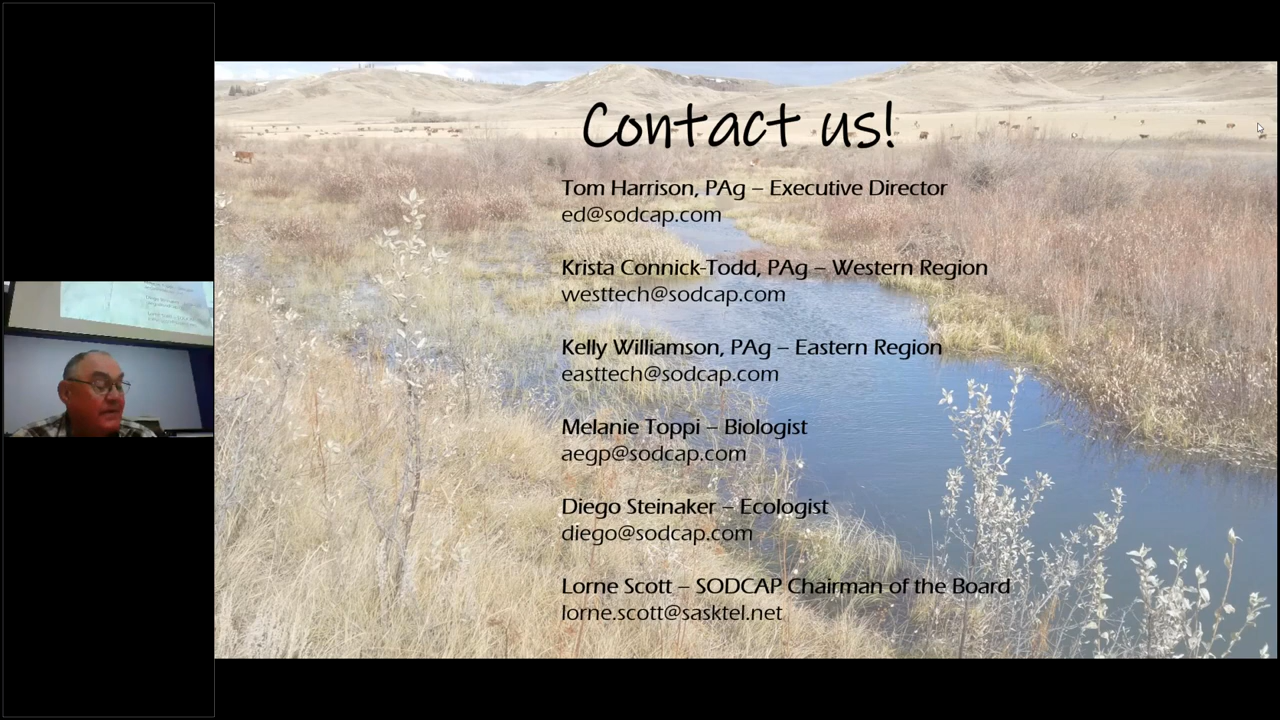 Contact us!
Tom Harrison, PAg – Executive Director
ed@sodcap.com
Krista Connick-Todd, PAg – Western Region
westtech@sodcap.com
Kelly Williamson, PAg – Eastern Region
easttech@sodcap.com
Melanie Toppi – Biologist
aegp@sodcap.com
Diego Steinaker – Ecologist
diego@sodcap.com
Lorne Scott – SODCAP Chairman of the Board
lorne.scott@sasktel.net